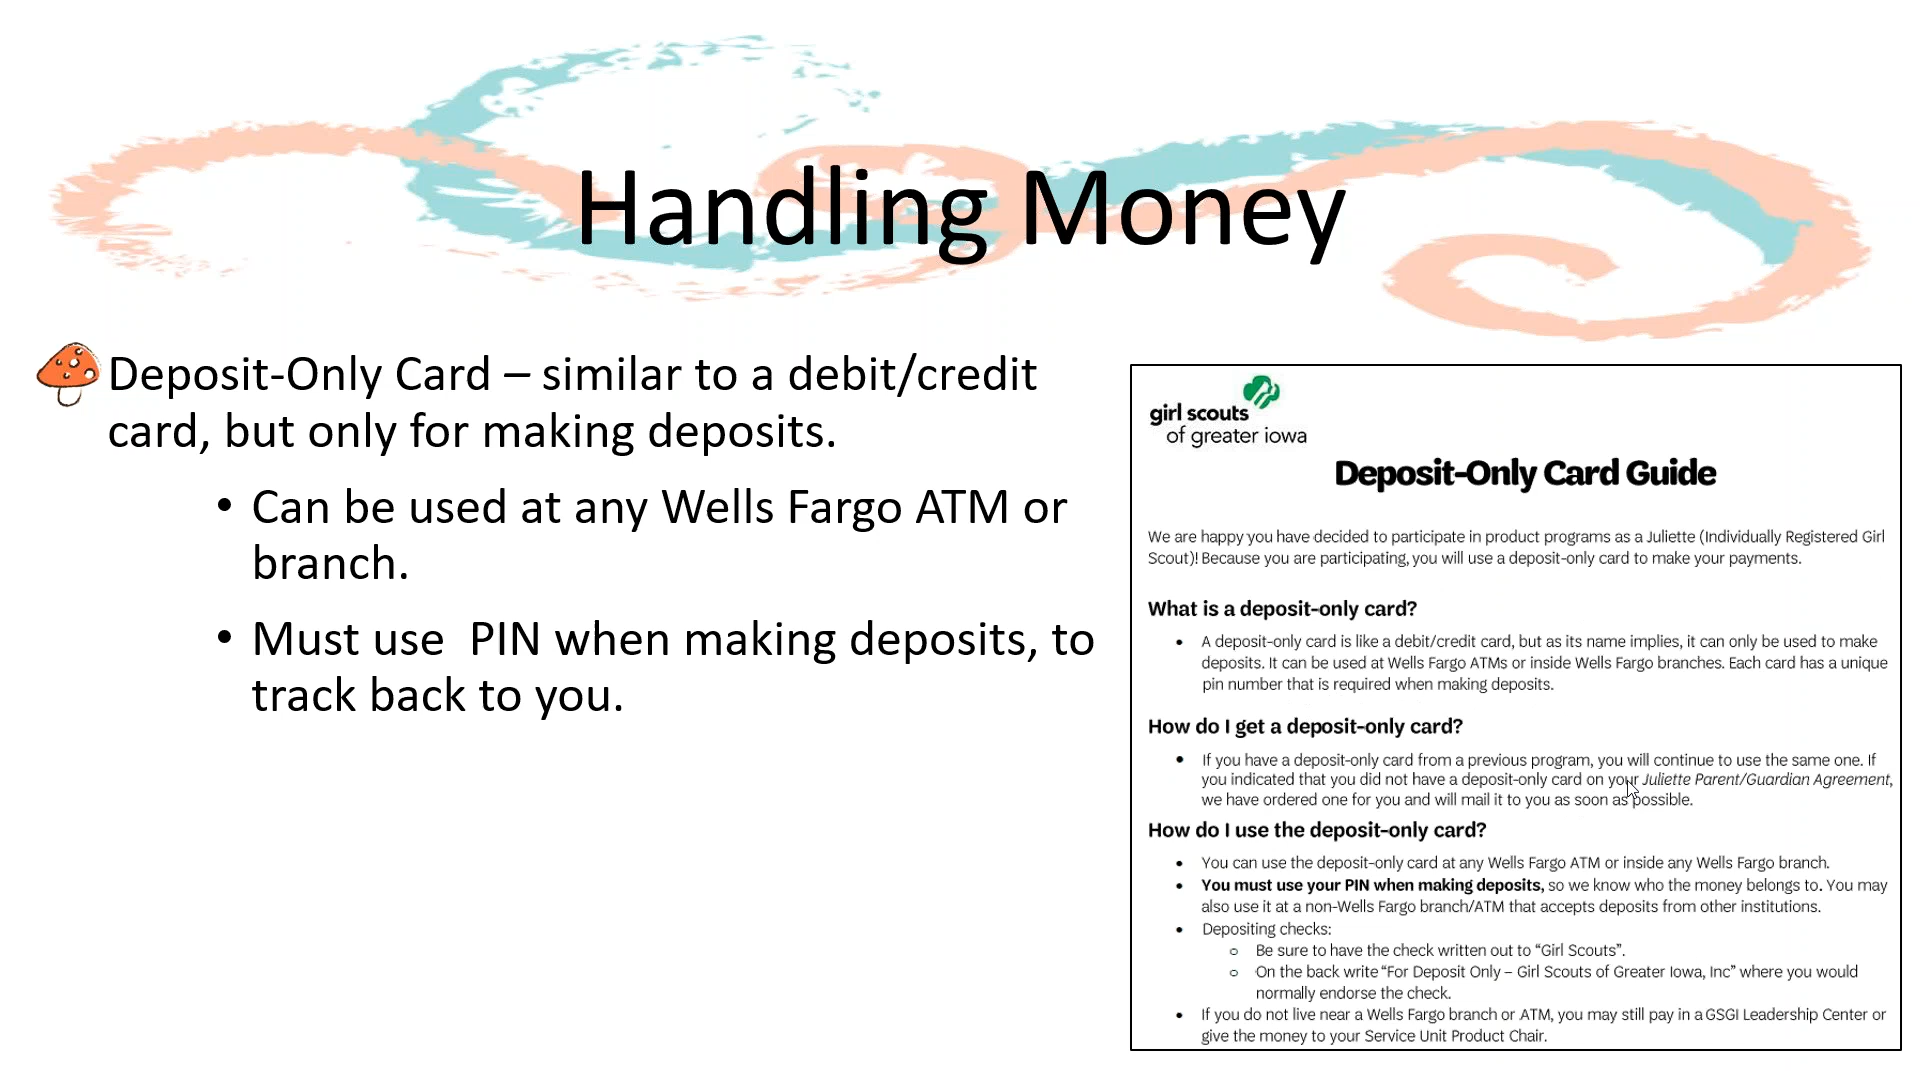 Handling Money
Deposit-Only Card – similar to a debit/credit
card, but only for making deposits.
• Can be used at any Wells Fargo ATM or
branch.
• Must use  PIN when making deposits, to
track back to you.
girl scouts
of greater iowa
Deposit-Only Card Guide
We are happy you have decided to participate in product programs as a Juliette (Individually Registered Girl
Scout)! Because you are participating, you will use a deposit-only card to make your payments.
What is a deposit-only card?
• A deposit-only card is like a debit/credit card, but as its name implies, it can only be used to make
deposits. It can be used at Wells Fargo ATMs or inside Wells Fargo branches. Each card has a unique
pin number that is required when making deposits.
How do I get a deposit-only card?
• If you have a deposit-only card from a previous program, you will continue to use the same one. If
you indicated that you did not have a deposit-only card on your Juliette Parent/Guardian Agreement,
we have ordered one for you and will mail it to you as soon as possible.
How do I use the deposit-only card?
• You can use the deposit-only card at any Wells Fargo ATM or inside any Wells Fargo branch.
• You must use your PIN when making deposits, so we know who the money belongs to. You may
also use it at a non-Wells Fargo branch/ATM that accepts deposits from other institutions.
• Depositing checks:
o Be sure to have the check written out to “Girl Scouts”.
o On the back write “For Deposit Only – Girl Scouts of Greater Iowa, Inc” where you would
normally endorse the check.
• If you do not live near a Wells Fargo branch or ATM, you may still pay in a GSGI Leadership Center or
give the money to your Service Unit Product Chair.